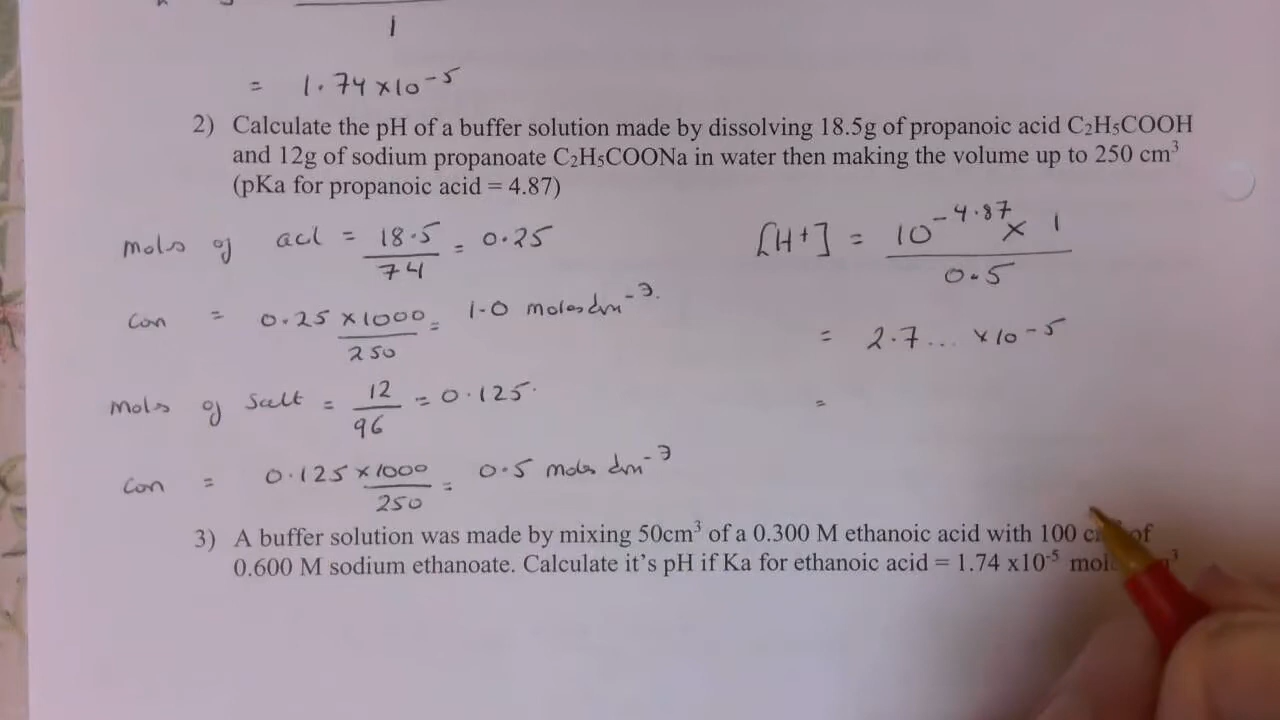 1
= 1.74 ×10⁻⁵
2) Calculate the pH of a buffer solution made by dissolving 18.5g of propanoic acid C₂H₅COOH
and 12g of sodium propanoate C₂H₅COONa in water then making the volume up to 250 cm³
(pKa for propanoic acid = 4.87)
mols of acid = 18.5/74 = 0.25
con = 0.25 ×1000/250 = 1.0 moles dm⁻³.
mols of salt = 12/96 = 0.125.
con = 0.125 ×1000/250 = 0.5 mols dm⁻³
[H+] = 10⁻⁴·⁸⁷ × 1/0.5
= 2.7... ×10⁻⁵
=
3) A buffer solution was made by mixing 50cm³ of a 0.300 M ethanoic acid with 100 of
0.600 M sodium ethanoate. Calculate it's pH if Ka for ethanoic acid = 1.74 x10⁻⁵